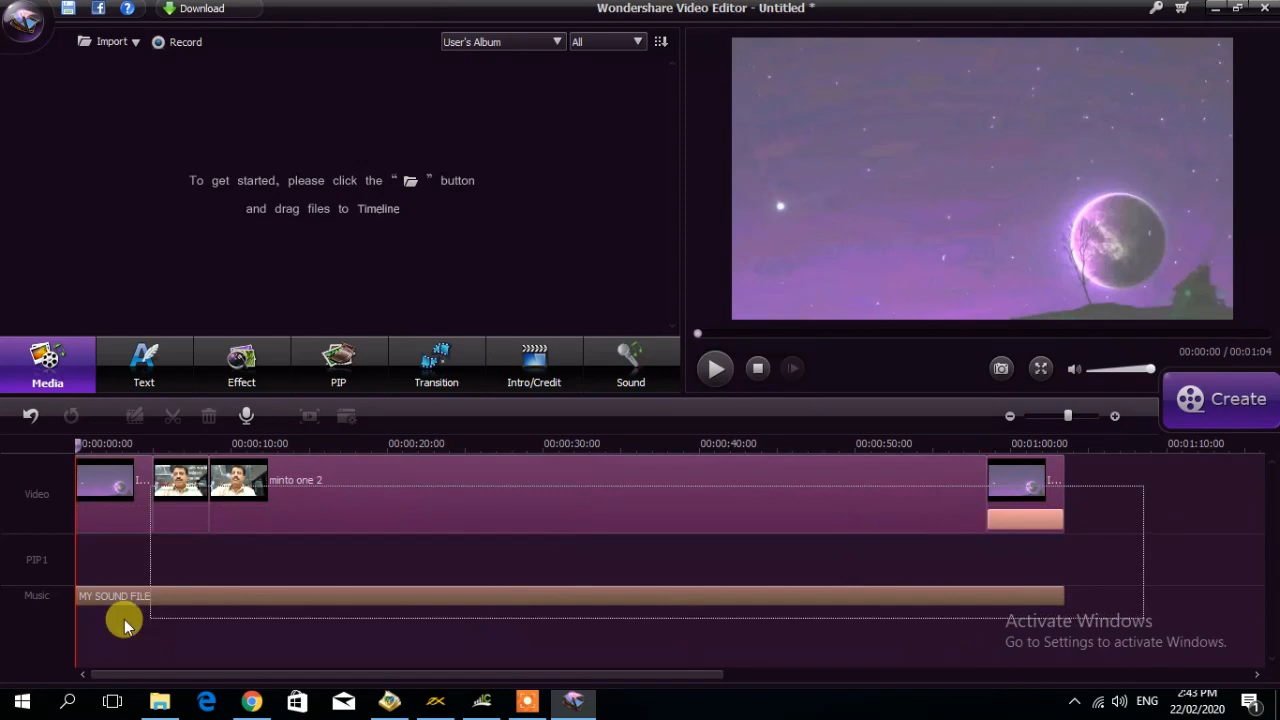 Download
Wondershare Video Editor - Untitled *
Import
Record
User's Album
All
To get started, please click the “ ” button
and drag files to Timeline
00:00:00 / 00:01:04
Media
Text
Effect
PIP
Transition
Intro/Credit
Sound
Create
00:00:00:00
00:00:10:00
00:00:20:00
00:00:30:00
00:00:40:00
00:00:50:00
00:01:00:00
00:01:10:00
Video
I...
minto one 2
I...
PIP1
Music
MY SOUND FILE
Activate Windows
Go to Settings to activate Windows.
ENG
2:43 PM
22/02/2020
1